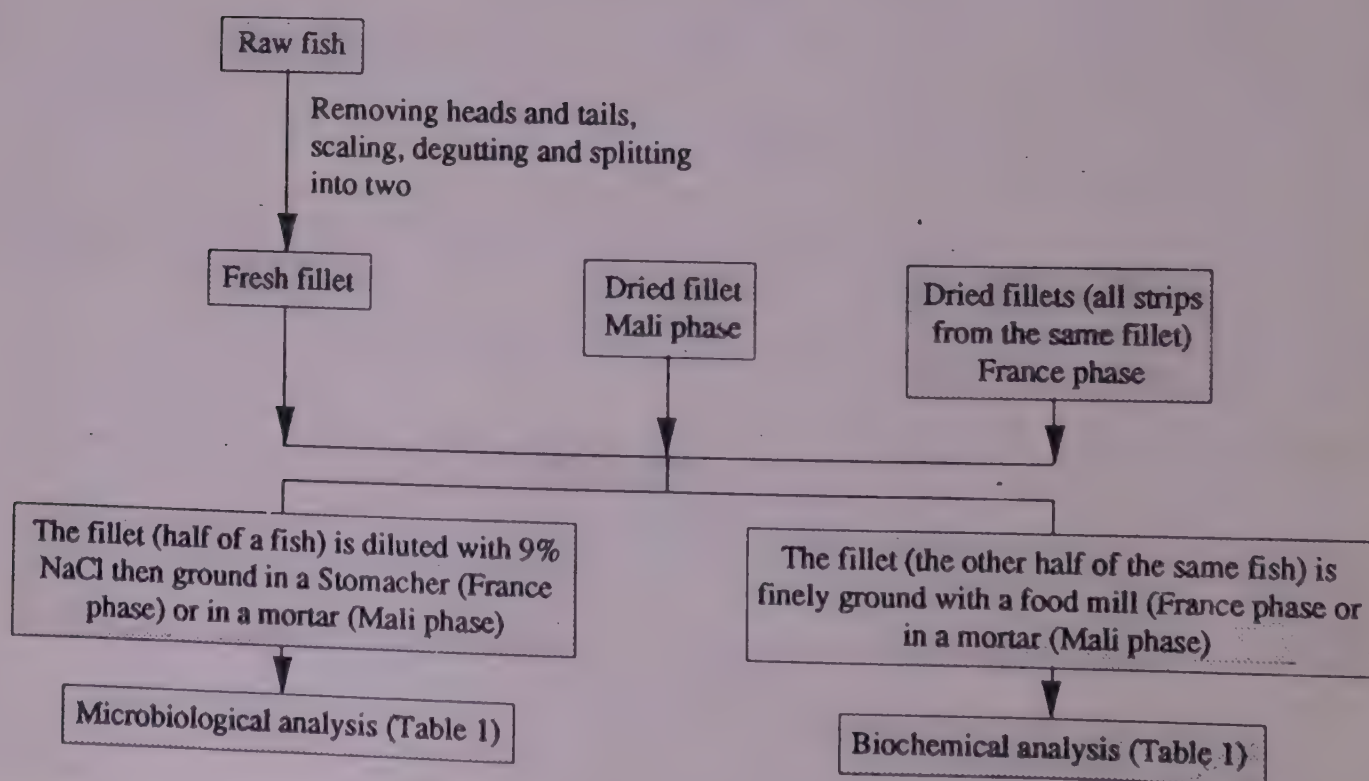 Raw fish
Removing heads and tails,
scaling, degutting and splitting
into two
Fresh fillet
Dried fillet
Mali phase
Dried fillets (all strips
from the same fillet)
France phase
The fillet (half of a fish) is diluted with 9%
NaCl then ground in a Stomacher (France
phase) or in a mortar (Mali phase)
The fillet (the other half of the same fish) is
finely ground with a food mill (France phase or
in a mortar (Mali phase)
Microbiological analysis (Table 1)
Biochemical analysis (Table 1)